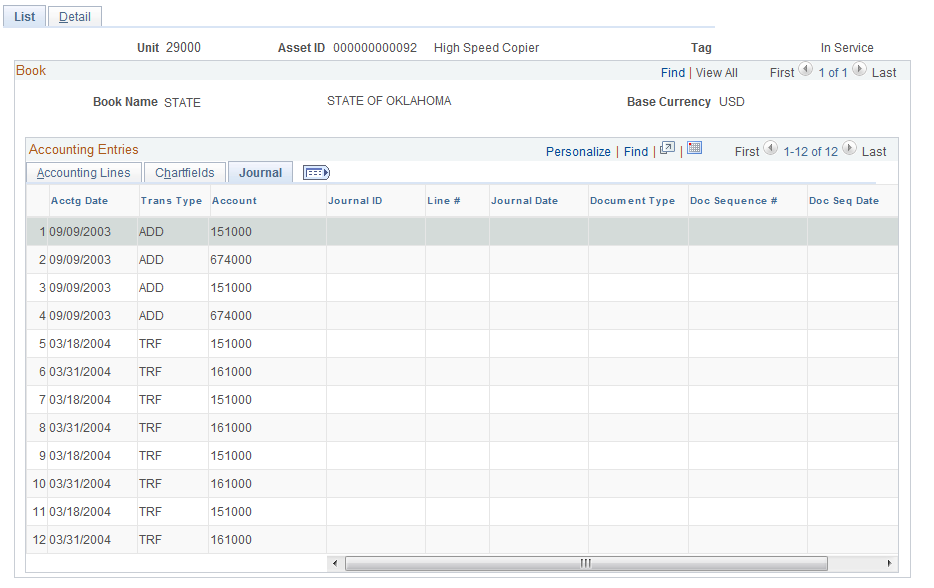 List Detail
Unit 29000 Asset ID 000000000092 High Speed Copier Tag In Service
Book Find | View All First 1 of 1 Last
Book Name STATE STATE OF OKLAHOMA Base Currency USD
Accounting Entries Personalize | Find | | First 1-12 of 12 Last
Accounting Lines Chartfields Journal
Acctg Date Trans Type Account Journal ID Line # Journal Date Document Type Doc Sequence # Doc Seq Date
1 09/09/2003 ADD 151000
2 09/09/2003 ADD 674000
3 09/09/2003 ADD 151000
4 09/09/2003 ADD 674000
5 03/18/2004 TRF 151000
6 03/31/2004 TRF 161000
7 03/18/2004 TRF 151000
8 03/31/2004 TRF 161000
9 03/18/2004 TRF 151000
10 03/31/2004 TRF 161000
11 03/18/2004 TRF 151000
12 03/31/2004 TRF 161000